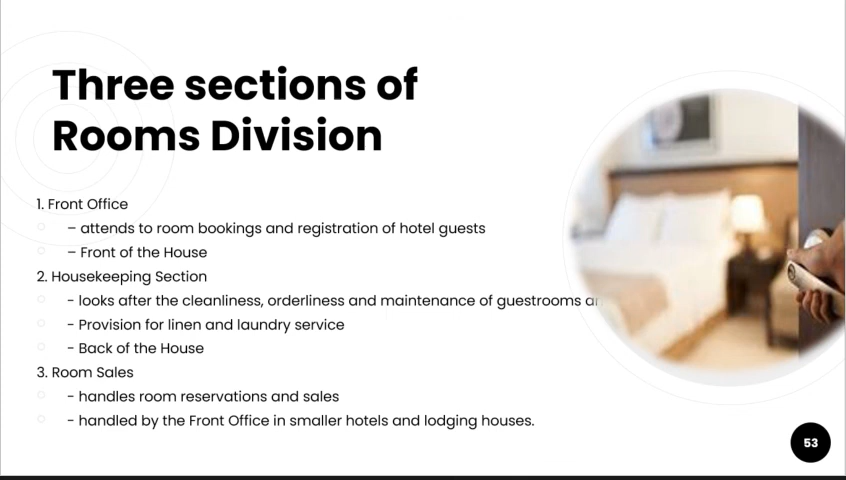 Three sections of
Rooms Division
1. Front Office
– attends to room bookings and registration of hotel guests
– Front of the House
2. Housekeeping Section
- looks after the cleanliness, orderliness and maintenance of guestrooms
- Provision for linen and laundry service
- Back of the House
3. Room Sales
- handles room reservations and sales
- handled by the Front Office in smaller hotels and lodging houses.
53